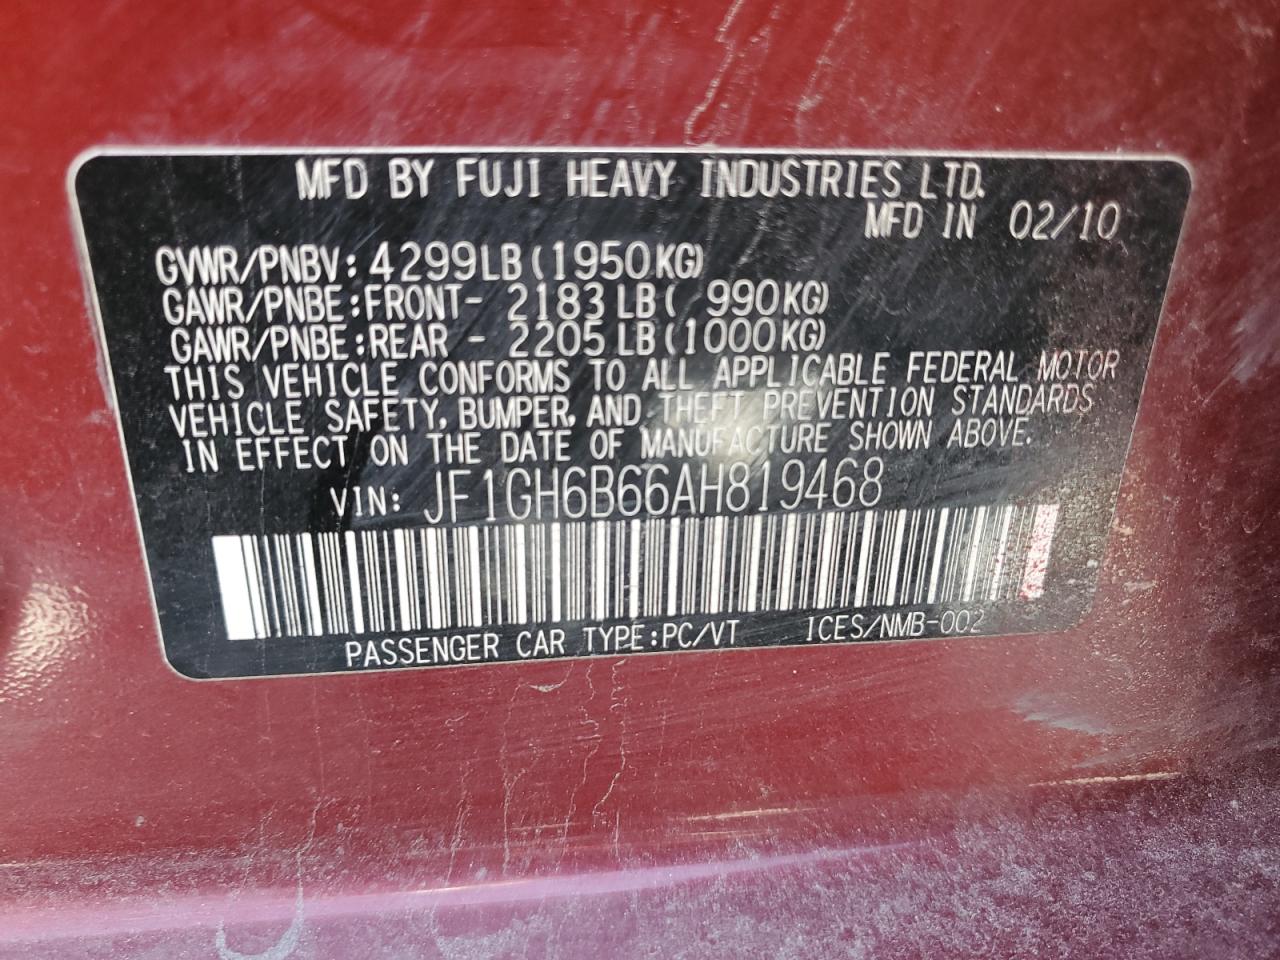 MFD BY FUJI HEAVY INDUSTRIES LTD.
MFD IN 02/10
GVWR/PNBV: 4299LB (1950KG)
GAWR/PNBE:FRONT- 2183 LB ( 990KG)
GAWR/PNBE:REAR - 2205 LB (1000KG)
THIS VEHICLE CONFORMS TO ALL APPLICABLE FEDERAL MOTOR
VEHICLE SAFETY, BUMPER, AND THEFT PREVENTION STANDARDS
IN EFFECT ON THE DATE OF MANUFACTURE SHOWN ABOVE.
VIN: JF1GH6B66AH819468
PASSENGER CAR TYPE:PC/VT ICES/NMB-002